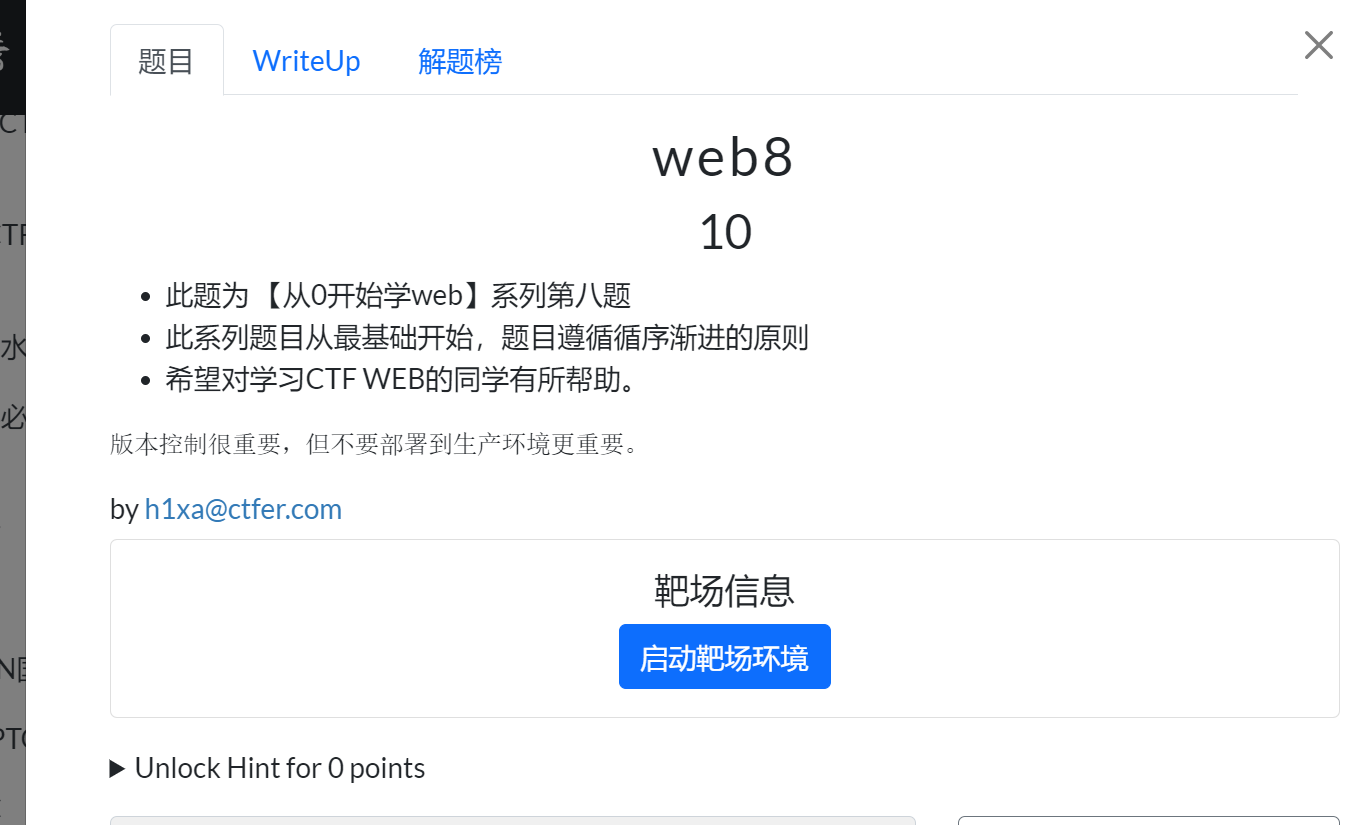 题目 WriteUp 解题榜
web8
10
此题为 【从0开始学web】系列第八题
此系列题目从最基础开始，题目遵循循序渐进的原则
希望对学习CTF WEB的同学有所帮助。
版本控制很重要，但不要部署到生产环境更重要。
by h1xa@ctfer.com
靶场信息
启动靶场环境
Unlock Hint for 0 points